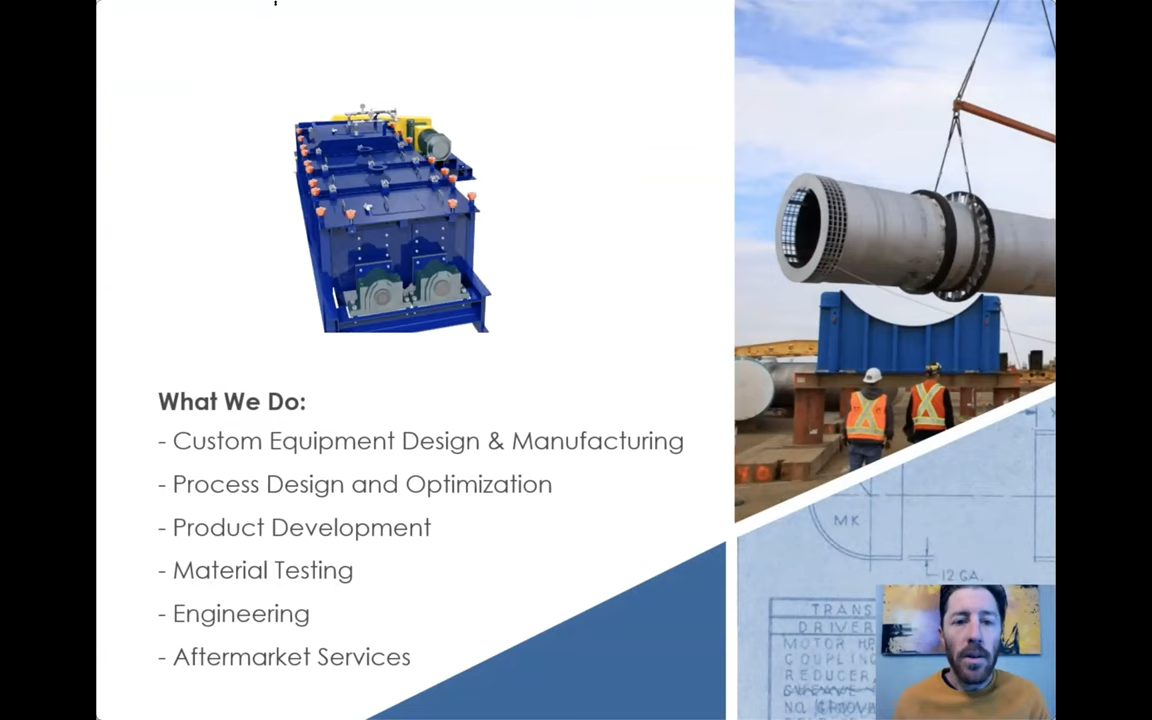 What We Do:
- Custom Equipment Design & Manufacturing
- Process Design and Optimization
- Product Development
- Material Testing
- Engineering
- Aftermarket Services
MK
12 GA.
TRANS
DRIVER
MOTOR HP
COUPLING
REDUCER,